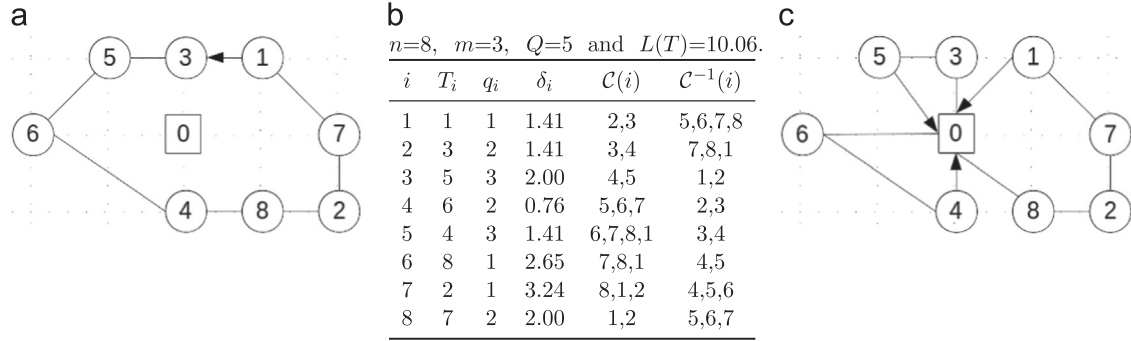 a
5
3
1
6
0
7
4
8
2
b
n=8, m=3, Q=5 and L(T)=10.06.
i T_i q_i δ_i C(i) C^{-1}(i)
1 1 1 1.41 2,3 5,6,7,8
2 3 2 1.41 3,4 7,8,1
3 5 3 2.00 4,5 1,2
4 6 2 0.76 5,6,7 2,3
5 4 3 1.41 6,7,8,1 3,4
6 8 1 2.65 7,8,1 4,5
7 2 1 3.24 8,1,2 4,5,6
8 7 2 2.00 1,2 5,6,7
c
5
3
1
6
0
7
4
8
2